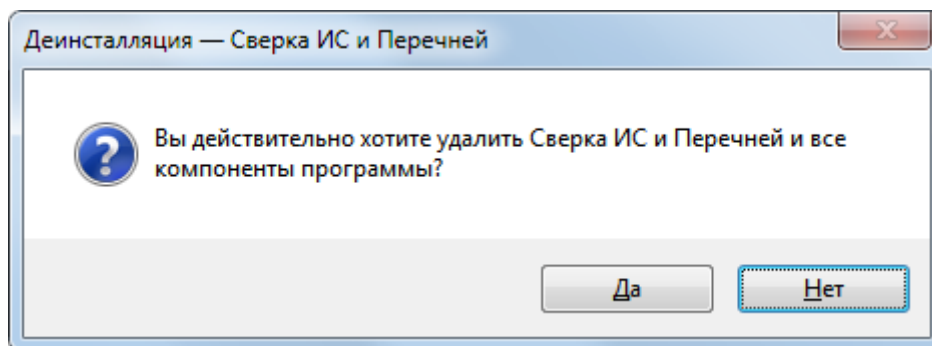 Деинсталляция — Сверка ИС и Перечней
Вы действительно хотите удалить Сверка ИС и Перечней и все
компоненты программы?
Да
Нет